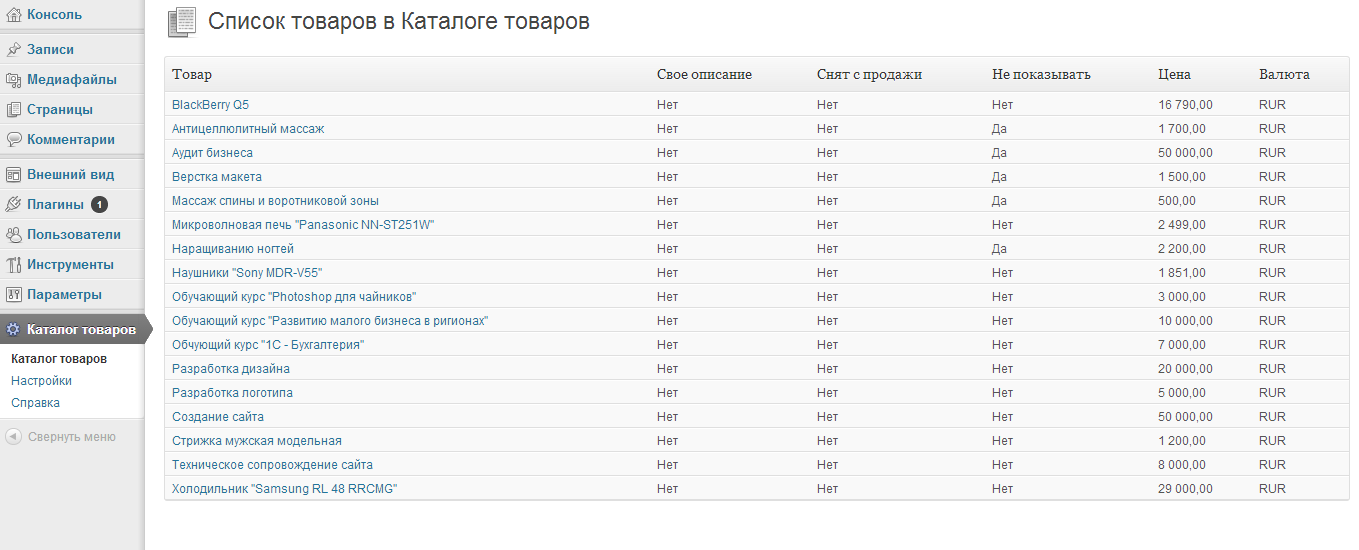 Консоль
Записи
Медиафайлы
Страницы
Комментарии
Внешний вид
Плагины 1
Пользователи
Инструменты
Параметры
Каталог товаров
Каталог товаров
Настройки
Справка
Свернуть меню
Список товаров в Каталоге товаров
Товар Свое описание Снят с продажи Не показывать Цена Валюта
BlackBerry Q5 Нет Нет Нет 16 790,00 RUR
Антицеллюлитный массаж Нет Нет Да 1 700,00 RUR
Аудит бизнеса Нет Нет Да 50 000,00 RUR
Верстка макета Нет Нет Да 1 500,00 RUR
Массаж спины и воротниковой зоны Нет Нет Да 500,00 RUR
Микроволновая печь "Panasonic NN-ST251W" Нет Нет Нет 2 499,00 RUR
Наращиванию ногтей Нет Нет Да 2 200,00 RUR
Наушники "Sony MDR-V55" Нет Нет Нет 1 851,00 RUR
Обучающий курс "Photoshop для чайников" Нет Нет Нет 3 000,00 RUR
Обучающий курс "Развитию малого бизнеса в ригионах" Нет Нет Нет 10 000,00 RUR
Обчующий курс "1С - Бухгалтерия" Нет Нет Нет 7 000,00 RUR
Разработка дизайна Нет Нет Нет 20 000,00 RUR
Разработка логотипа Нет Нет Нет 5 000,00 RUR
Создание сайта Нет Нет Нет 50 000,00 RUR
Стрижка мужская модельная Нет Нет Нет 1 200,00 RUR
Техническое сопровождение сайта Нет Нет Нет 8 000,00 RUR
Холодильник "Samsung RL 48 RRCMG" Нет Нет Нет 29 000,00 RUR